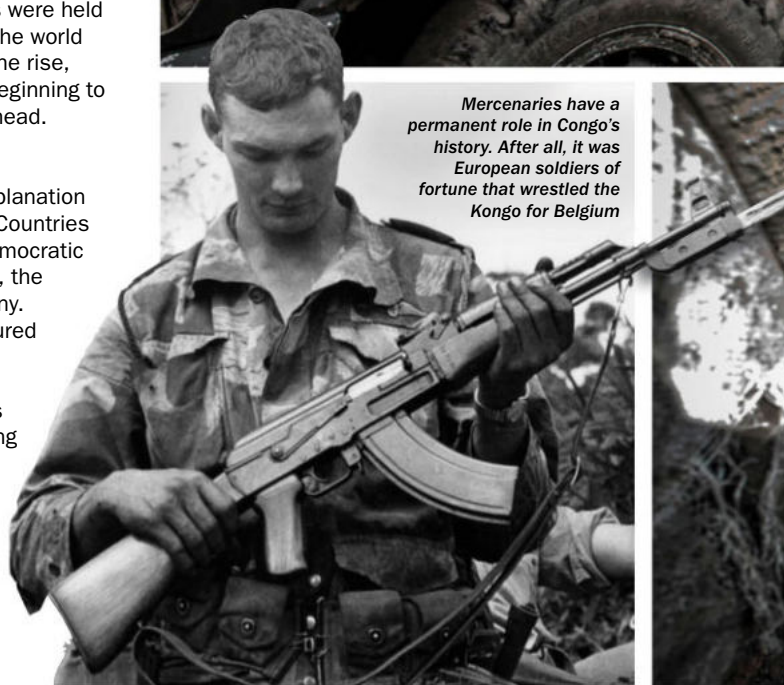 s were held
he world
he rise,
eginning to
head.
planation
Countries
mocratic
, the
ny.
ured
s
ng
Mercenaries have a
permanent role in Congo's
history. After all, it was
European soldiers of
fortune that wrestled the
Kongo for Belgium